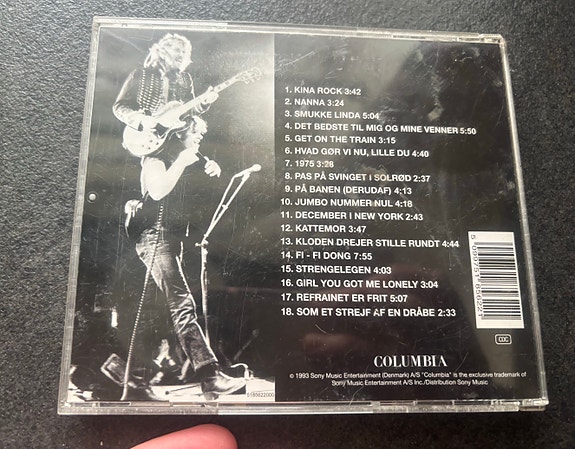 1. KINA ROCK 3:42
2. NANNA 3:24
3. SMUKKE LINDA 5:04
4. DET BEDSTE TIL MIG OG MINE VENNER 5:50
5. GET ON THE TRAIN 3:15
6. HVAD GØR VI NU, LILLE DU 4:40
7. 1975 3:28
8. PAS PÅ SVINGET I SOLRØD 2:37
9. PÅ BANEN (DERUDAF) 4:13
10. JUMBO NUMMER NUL 4:18
11. DECEMBER I NEW YORK 2:43
12. KATTEMOR 3:47
13. KLODEN DREJER STILLE RUNDT 4:44
14. FI - FI DONG 7:55
15. STRENGELEGEN 4:03
16. GIRL YOU GOT ME LONELY 3:04
17. REFRAINET ER FRIT 5:07
18. SOM ET STREJF AF EN DRÅBE 2:33
CDC
COLUMBIA
© 1993 Sony Music Entertainment (Denmark) A/S "Columbia" is the exclusive trademark of
Sony Music Entertainment A/S Inc./Distribution Sony Music